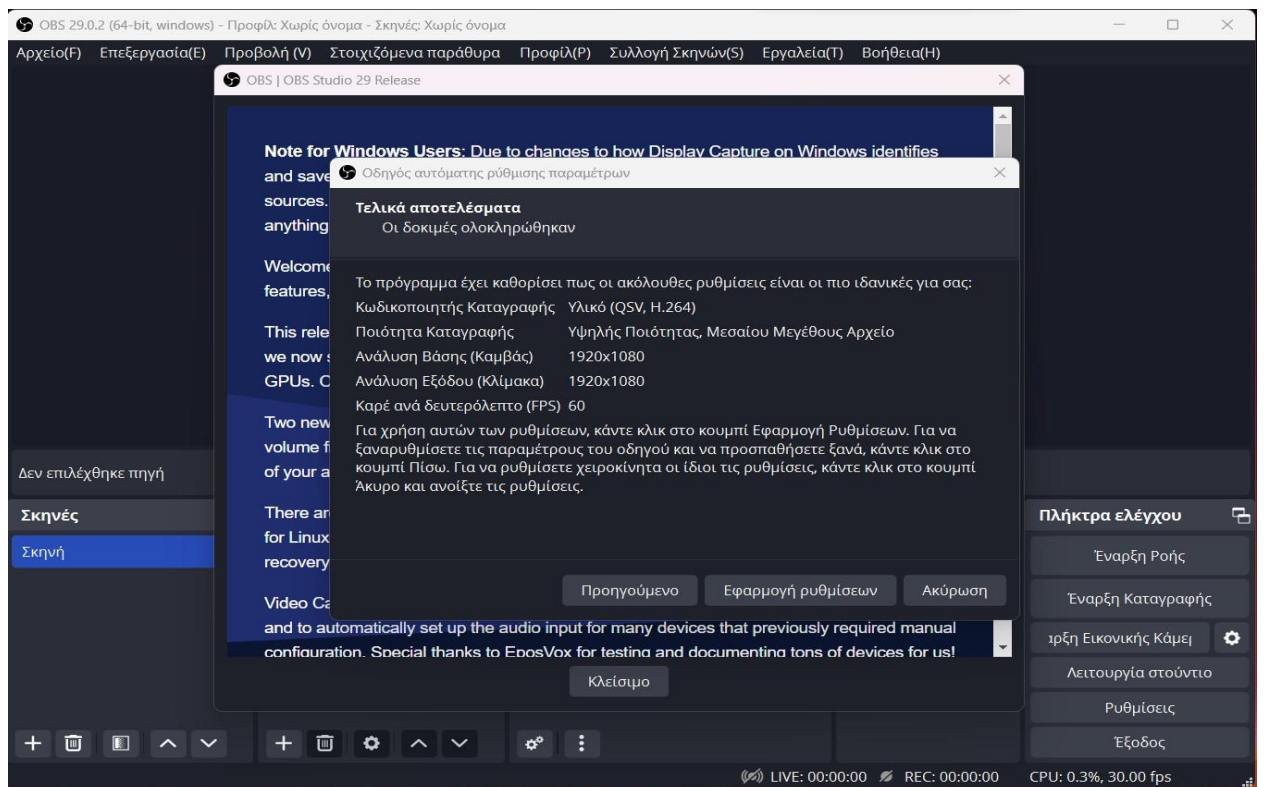 OBS 29.0.2 (64-bit, windows) - Προφίλ: Χωρίς όνομα - Σκηνές: Χωρίς όνομα
Αρχείο(F) Επεξεργασία(E) Προβολή (V) Στοιχιζόμενα παράθυρα Προφίλ(P) Συλλογή Σκηνών(S) Εργαλεία(T) Βοήθεια(H)
OBS | OBS Studio 29 Release
Note for Windows Users: Due to changes to how Display Capture on Windows identifies
and save
sources.
anything
Welcome
features,
This rele
we now
GPUs.
Two new
volume
of your a
There ar
for Linux
recovery
Video Ca
and to automatically set up the audio input for many devices that previously required manual
configuration. Special thanks to EposVox for testing and documenting tons of devices for us!
Κλείσιμο
Οδηγός αυτόματης ρύθμισης παραμέτρων
Τελικά αποτελέσματα
Οι δοκιμές ολοκληρώθηκαν
Το πρόγραμμα έχει καθορίσει πως οι ακόλουθες ρυθμίσεις είναι οι πιο ιδανικές για σας:
Κωδικοποιητής Καταγραφής Υλικό (QSV, H.264)
Ποιότητα Καταγραφής Υψηλής Ποιότητας, Μεσαίου Μεγέθους Αρχείο
Ανάλυση Βάσης (Καμβάς) 1920x1080
Ανάλυση Εξόδου (Κλίμακα) 1920x1080
Καρέ ανά δευτερόλεπτο (FPS) 60
Για χρήση αυτών των ρυθμίσεων, κάντε κλικ στο κουμπί Εφαρμογή Ρυθμίσεων. Για να
ξαναρυθμίσετε τις παραμέτρους του οδηγού και να προσπαθήσετε ξανά, κάντε κλικ στο
κουμπί Πίσω. Για να ρυθμίσετε χειροκίνητα οι ίδιοι τις ρυθμίσεις, κάντε κλικ στο κουμπί
Άκυρο και ανοίξτε τις ρυθμίσεις.
Προηγούμενο Εφαρμογή ρυθμίσεων Ακύρωση
Δεν επιλέχθηκε πηγή
Σκηνές
Σκηνή
Πλήκτρα ελέγχου
Έναρξη Ροής
Έναρξη Καταγραφής
ιρξη Εικονικής Κάμερ
Λειτουργία στούντιο
Ρυθμίσεις
Έξοδος
LIVE: 00:00:00 REC: 00:00:00 CPU: 0.3%, 30.00 fps